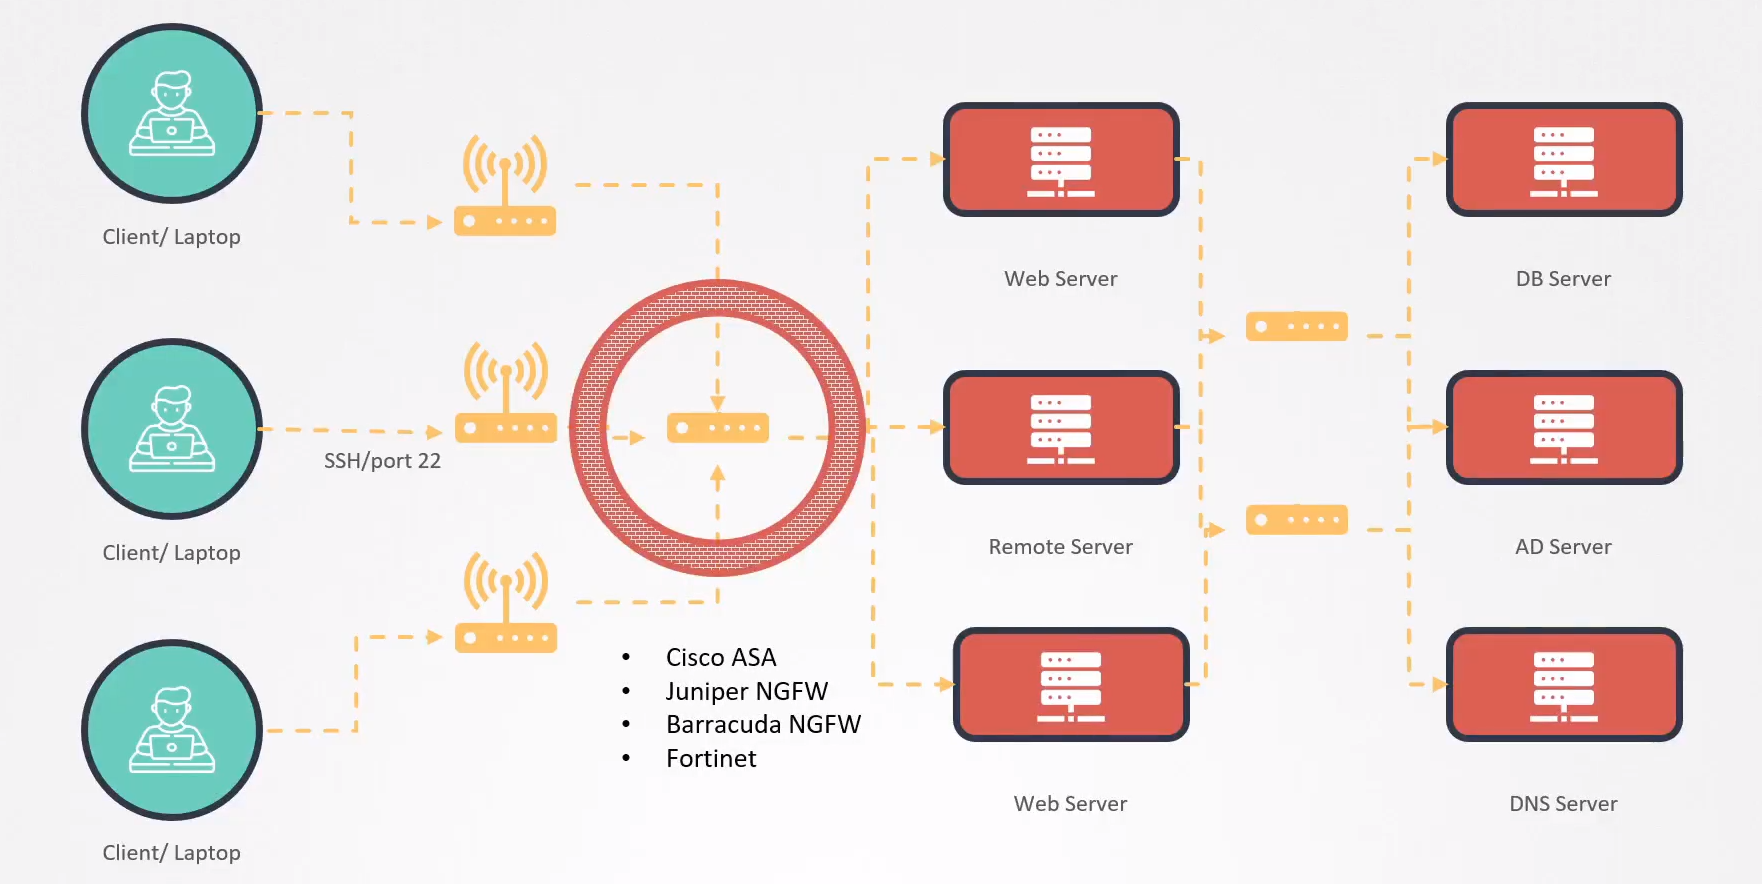 Client/ Laptop
Web Server
DB Server
SSH/port 22
Client/ Laptop
Remote Server
AD Server
• Cisco ASA
• Juniper NGFW
• Barracuda NGFW
• Fortinet
Web Server
DNS Server
Client/ Laptop